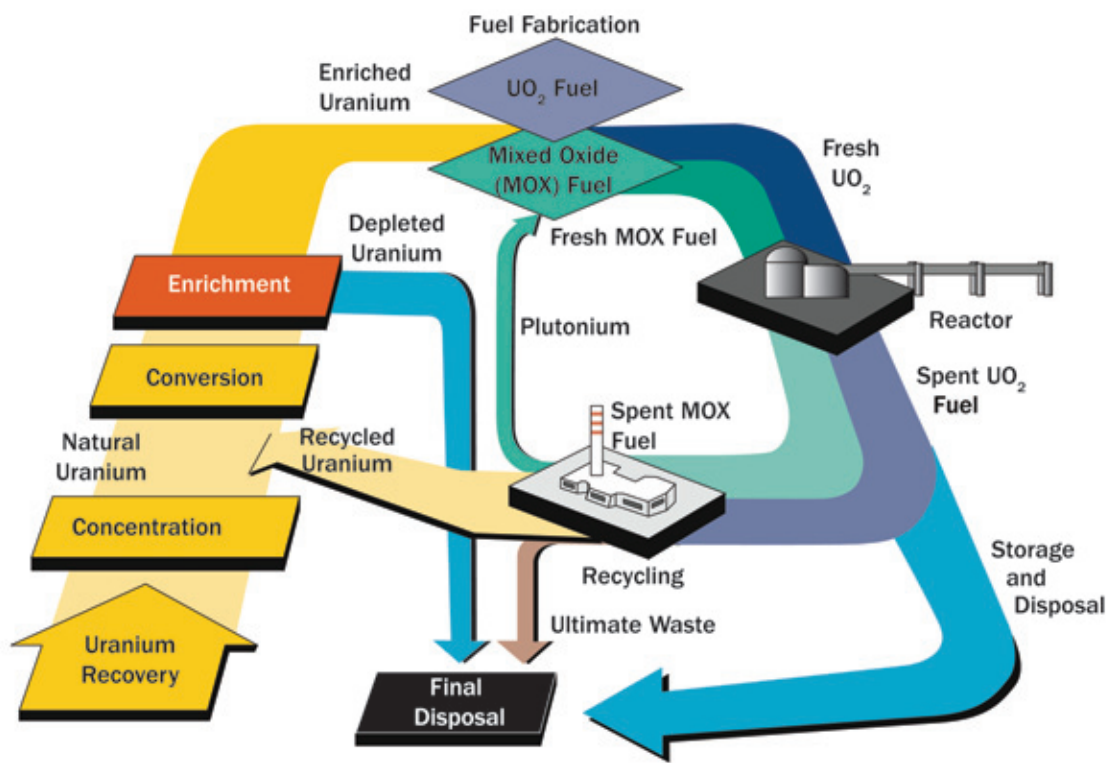 Fuel Fabrication
Enriched
Uranium
UO₂ Fuel
Mixed Oxide
(MOX) Fuel
Fresh
UO₂
Depleted
Uranium
Fresh MOX Fuel
Enrichment
Plutonium
Reactor
Conversion
Spent UO₂
Fuel
Spent MOX
Fuel
Natural
Uranium
Recycled
Uranium
Concentration
Recycling
Storage
and
Disposal
Ultimate Waste
Uranium
Recovery
Final
Disposal